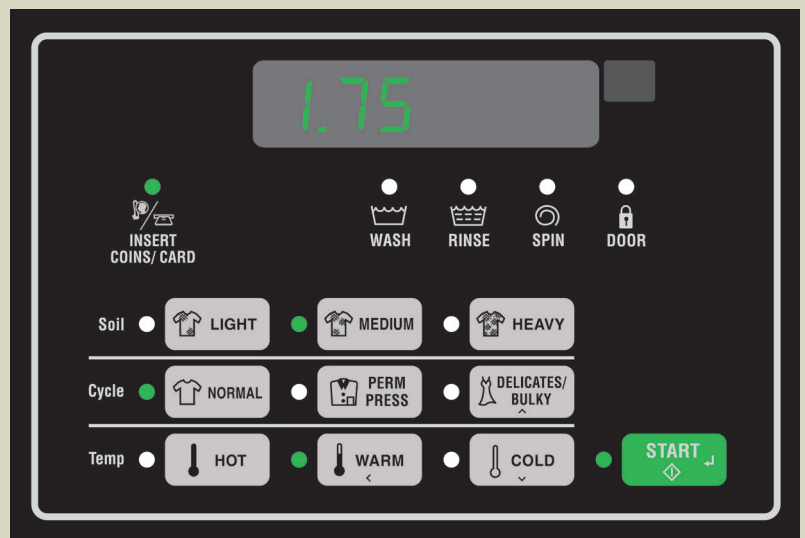 1.75
INSERT
COINS/ CARD
WASH
RINSE
SPIN
DOOR
Soil
LIGHT
MEDIUM
HEAVY
Cycle
NORMAL
PERM
PRESS
DELICATES/
BULKY
Temp
HOT
WARM
COLD
START